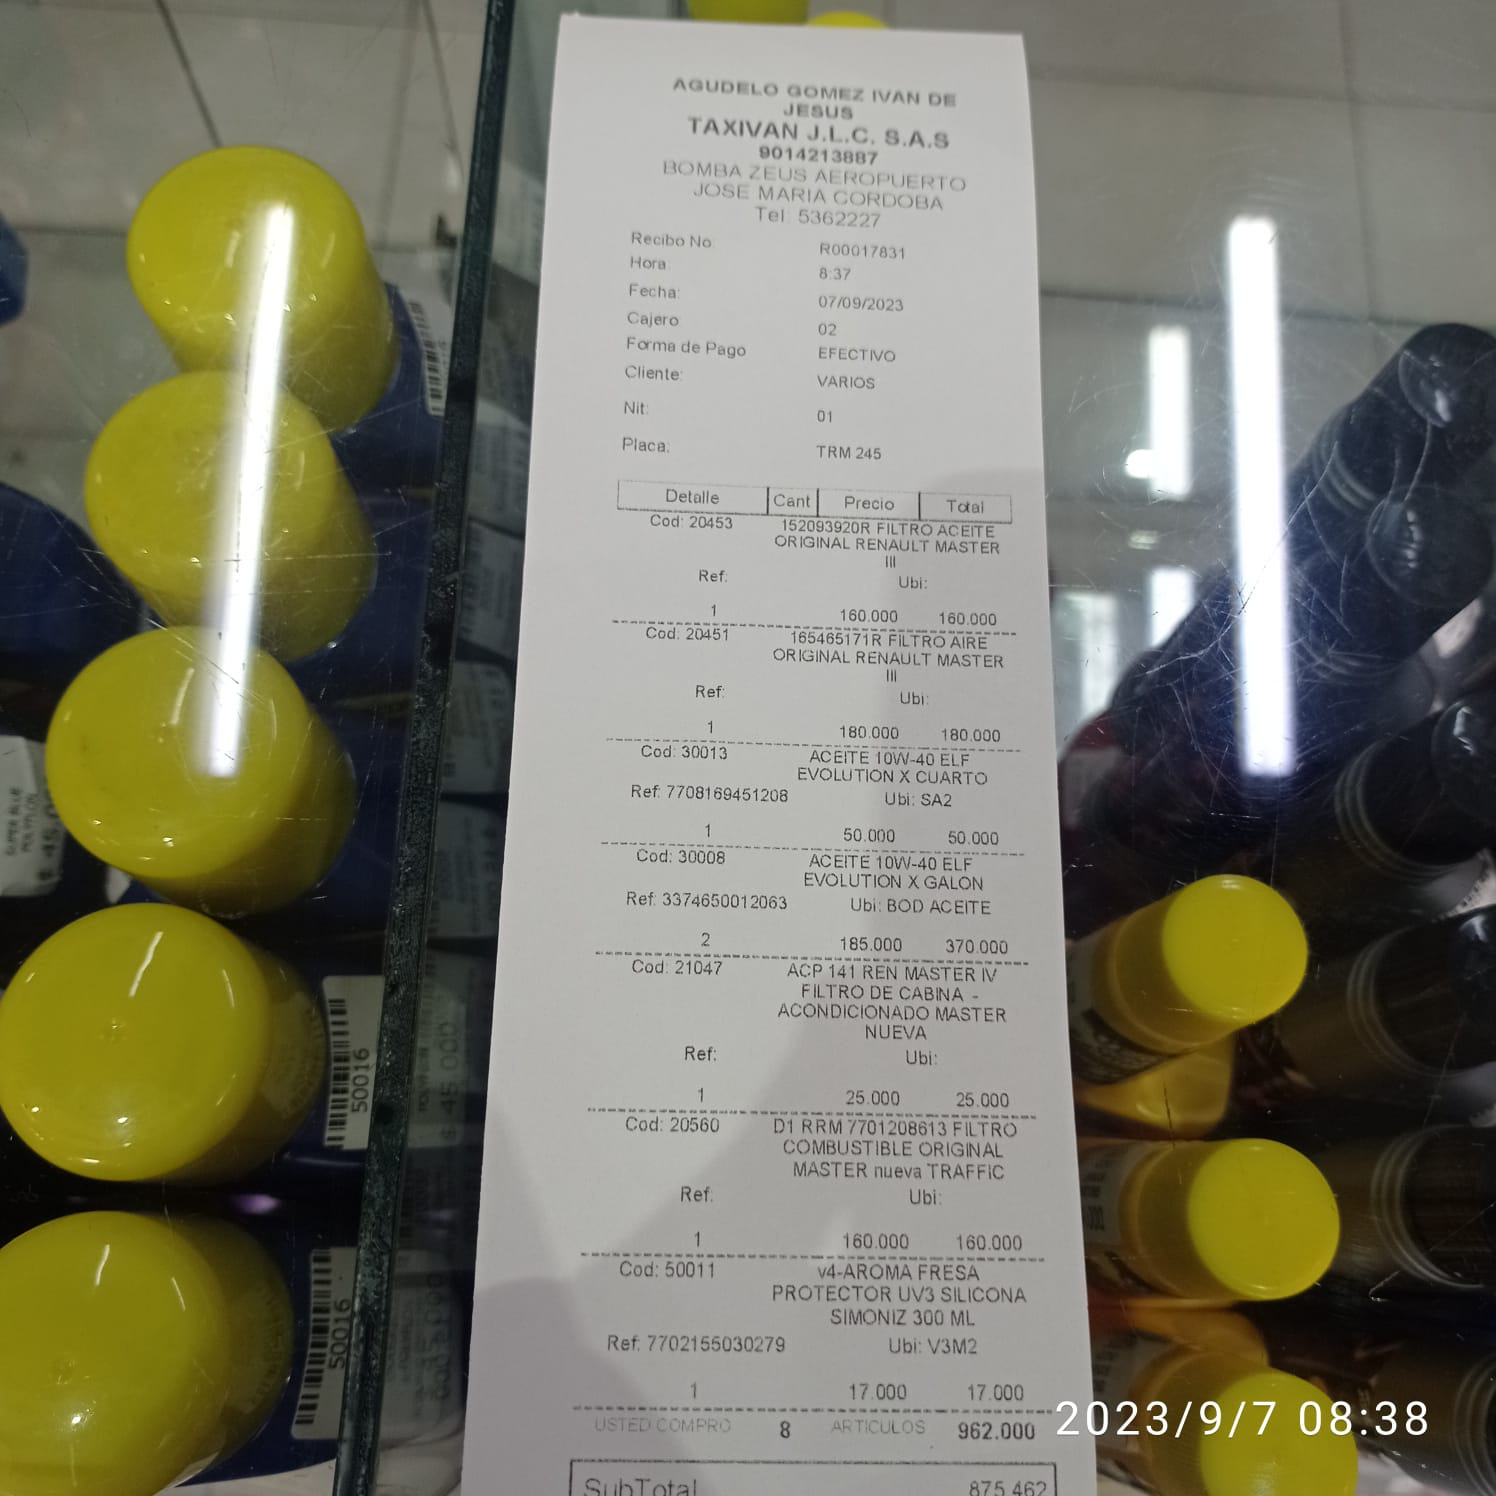 AGUDELO GOMEZ IVAN DE
JESUS
TAXIVAN J.L.C. S.A.S
9014213887
BOMBA ZEUS AEROPUERTO
JOSE MARIA CORDOBA
Tel: 5362227
Recibo No: R00017831
Hora: 8:37
Fecha: 07/09/2023
Cajero 02
Forma de Pago EFECTIVO
Cliente: VARIOS
Nit: 01
Placa: TRM 245
Detalle Cant Precio Total
Cod: 20453 152093920R FILTRO ACEITE
ORIGINAL RENAULT MASTER
III
Ref: Ubi:
1 160.000 160.000
Cod: 20451 165465171R FILTRO AIRE
ORIGINAL RENAULT MASTER
III
Ref: Ubi:
1 180.000 180.000
Cod: 30013 ACEITE 10W-40 ELF
EVOLUTION X CUARTO
Ref: 7708169451208 Ubi: SA2
1 50.000 50.000
Cod: 30008 ACEITE 10W-40 ELF
EVOLUTION X GALON
Ref: 3374650012063 Ubi: BOD ACEITE
2 185.000 370.000
Cod: 21047 ACP 141 REN MASTER IV
FILTRO DE CABINA -
ACONDICIONADO MASTER
NUEVA
Ref: Ubi:
1 25.000 25.000
Cod: 20560 D1 RRM 7701208613 FILTRO
COMBUSTIBLE ORIGINAL
MASTER nueva TRAFFIC
Ref: Ubi:
1 160.000 160.000
Cod: 50011 v4-AROMA FRESA
PROTECTOR UV3 SILICONA
SIMONIZ 300 ML
Ref: 7702155030279 Ubi: V3M2
1 17.000 17.000
USTED COMPRO 8 ARTICULOS 962.000
SubTotal 875.462
50016
50016
2023/9/7 08:38